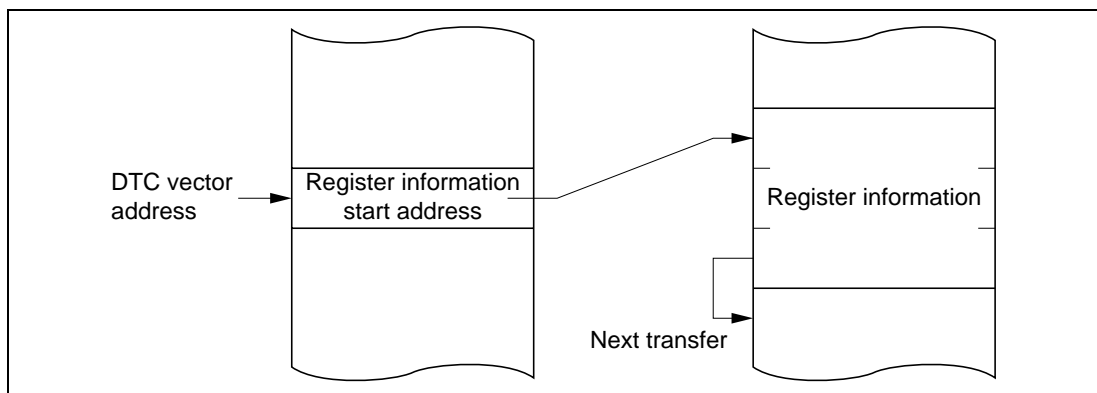 DTC vector
address
Register information
start address
Register information
Next transfer